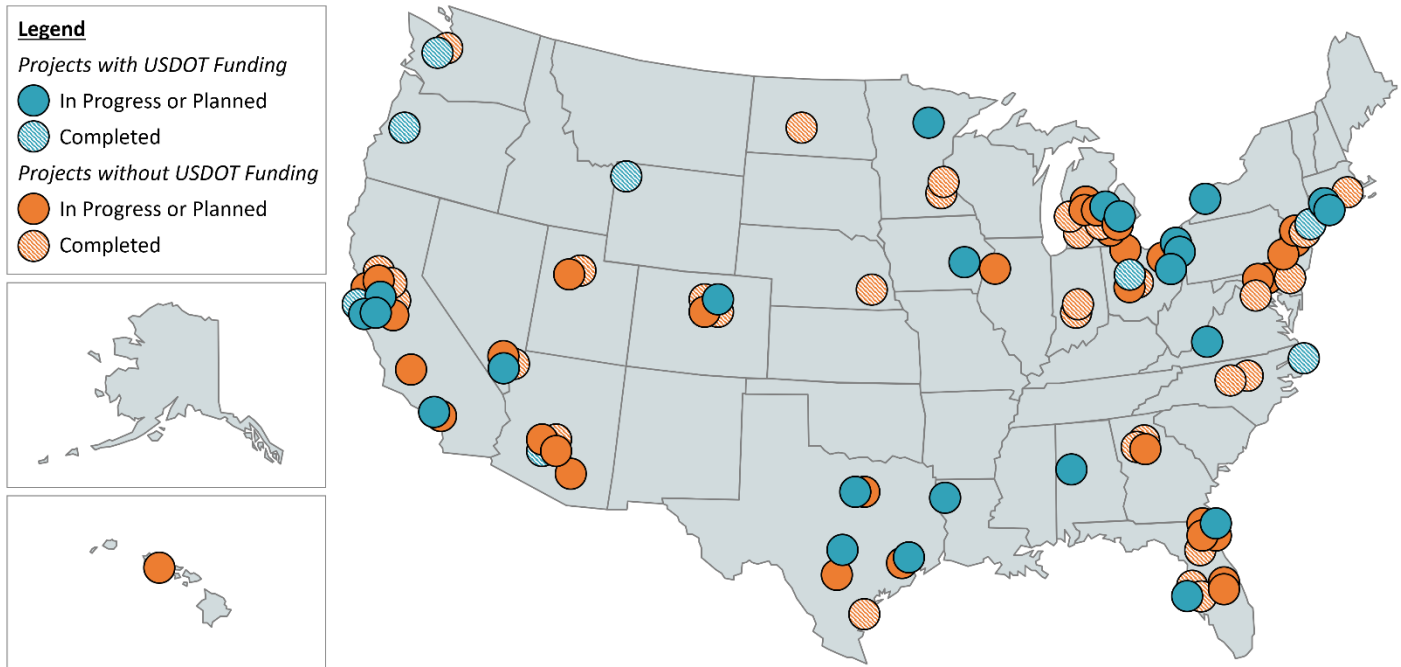 Legend
Projects with USDOT Funding
In Progress or Planned
Completed
Projects without USDOT Funding
In Progress or Planned
Completed